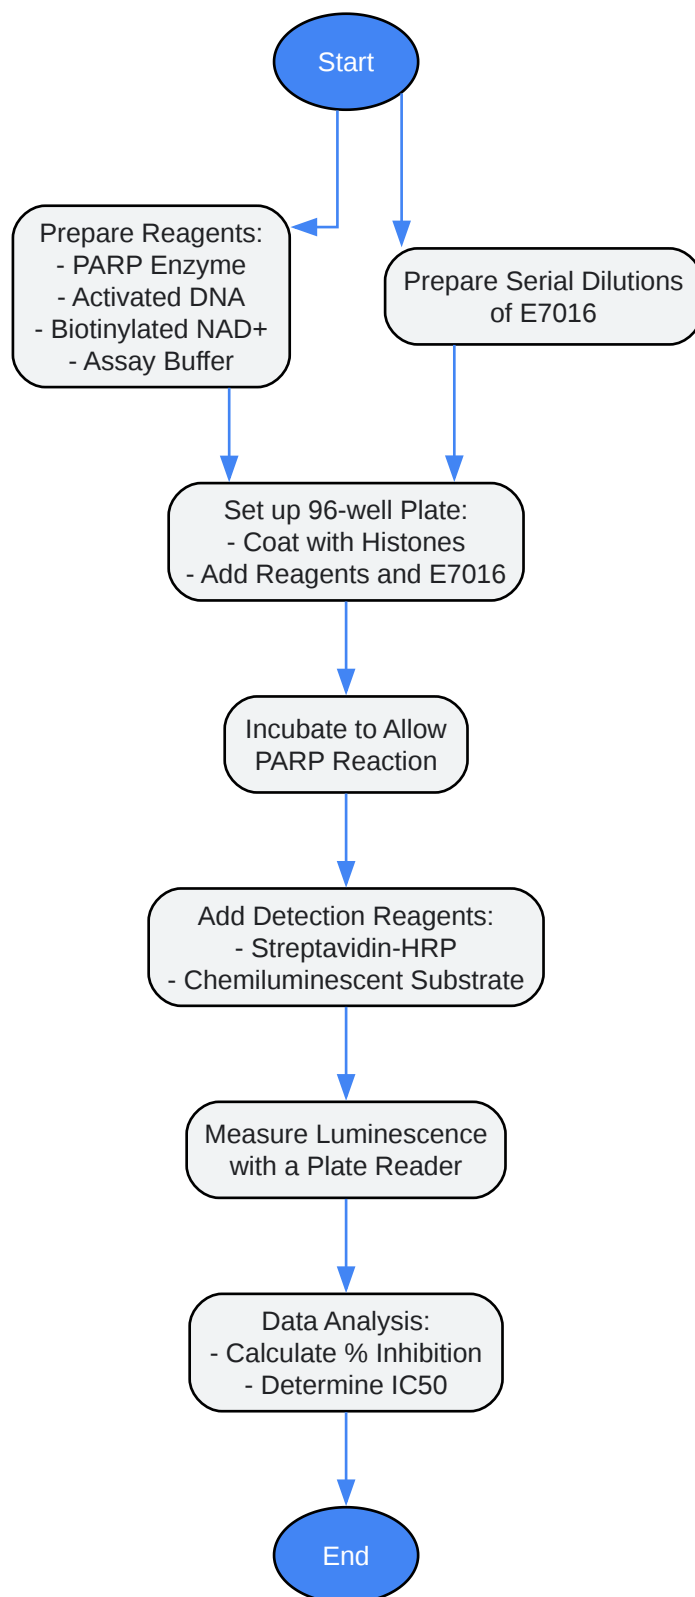 Start
Prepare Reagents:
- PARP Enzyme
- Activated DNA
- Biotinylated NAD+
- Assay Buffer
Prepare Serial Dilutions
of E7016
Set up 96-well Plate:
- Coat with Histones
- Add Reagents and E7016
Incubate to Allow
PARP Reaction
Add Detection Reagents:
- Streptavidin-HRP
- Chemiluminescent Substrate
Measure Luminescence
with a Plate Reader
Data Analysis:
- Calculate % Inhibition
- Determine IC50
End